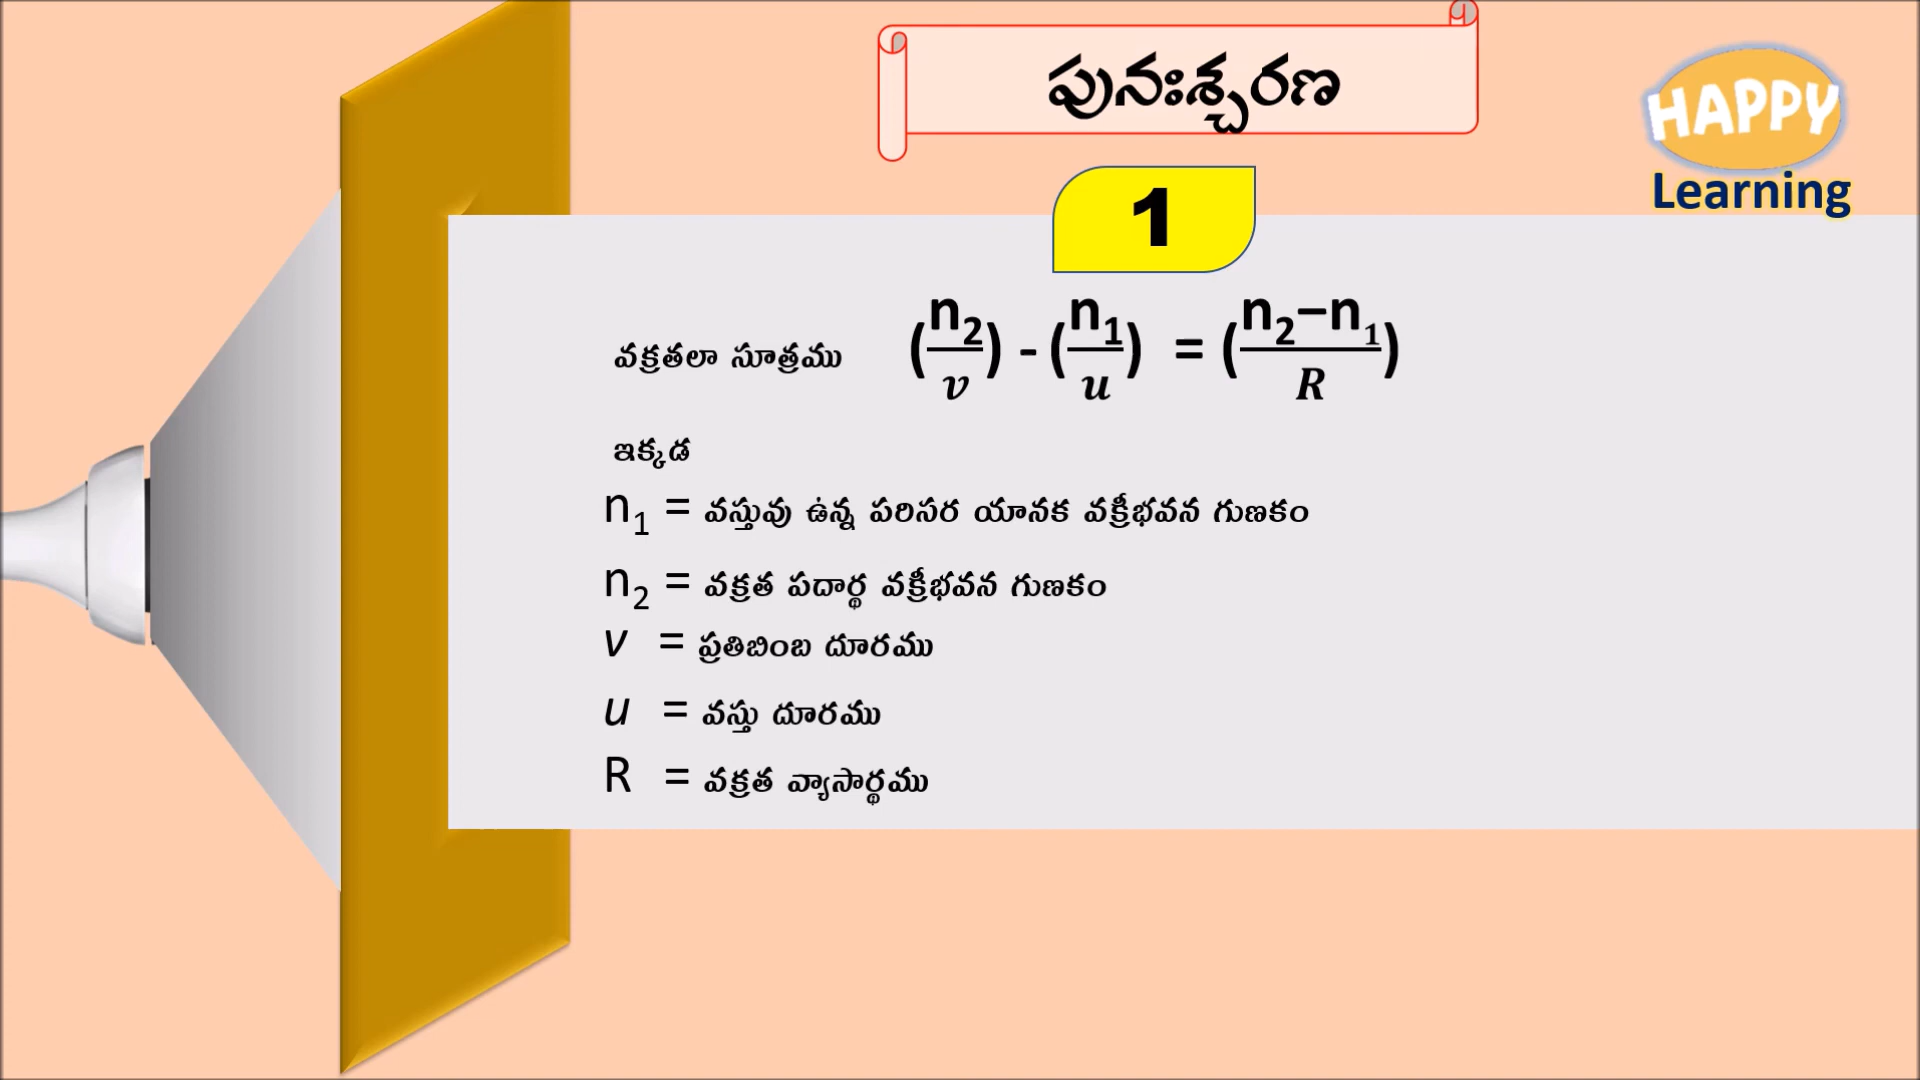 పునఃశ్చరణ
HAPPY
Learning
1
వక్రతలా సూత్రము (n₂/v) - (n₁/u) = (n₂−n₁/R)
ఇక్కడ
n₁ = వస్తువు ఉన్న పరిసర యానక వక్రీభవన గుణకం
n₂ = వక్రత పదార్థ వక్రీభవన గుణకం
v = ప్రతిబింబ దూరము
u = వస్తు దూరము
R = వక్రత వ్యాసార్థము